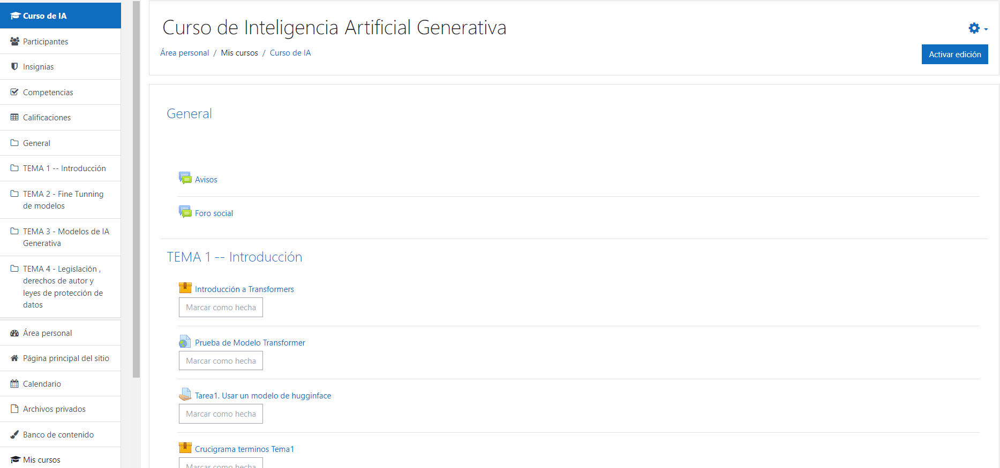 Curso de IA
Participantes
Insignias
Competencias
Calificaciones
General
TEMA 1 -- Introducción
TEMA 2 - Fine Tunning
de modelos
TEMA 3 - Modelos de IA
Generativa
TEMA 4 - Legislación ,
derechos de autor y
leyes de protección de
datos
Área personal
Página principal del sitio
Calendario
Archivos privados
Banco de contenido
Mis cursos
Curso de Inteligencia Artificial Generativa
Área personal / Mis cursos / Curso de IA
Activar edición
General
Avisos
Foro social
TEMA 1 -- Introducción
Introducción a Transformers
Marcar como hecha
Prueba de Modelo Transformer
Marcar como hecha
Tarea1. Usar un modelo de hugginface
Marcar como hecha
Crucigrama terminos Tema1
Marcar como hecha